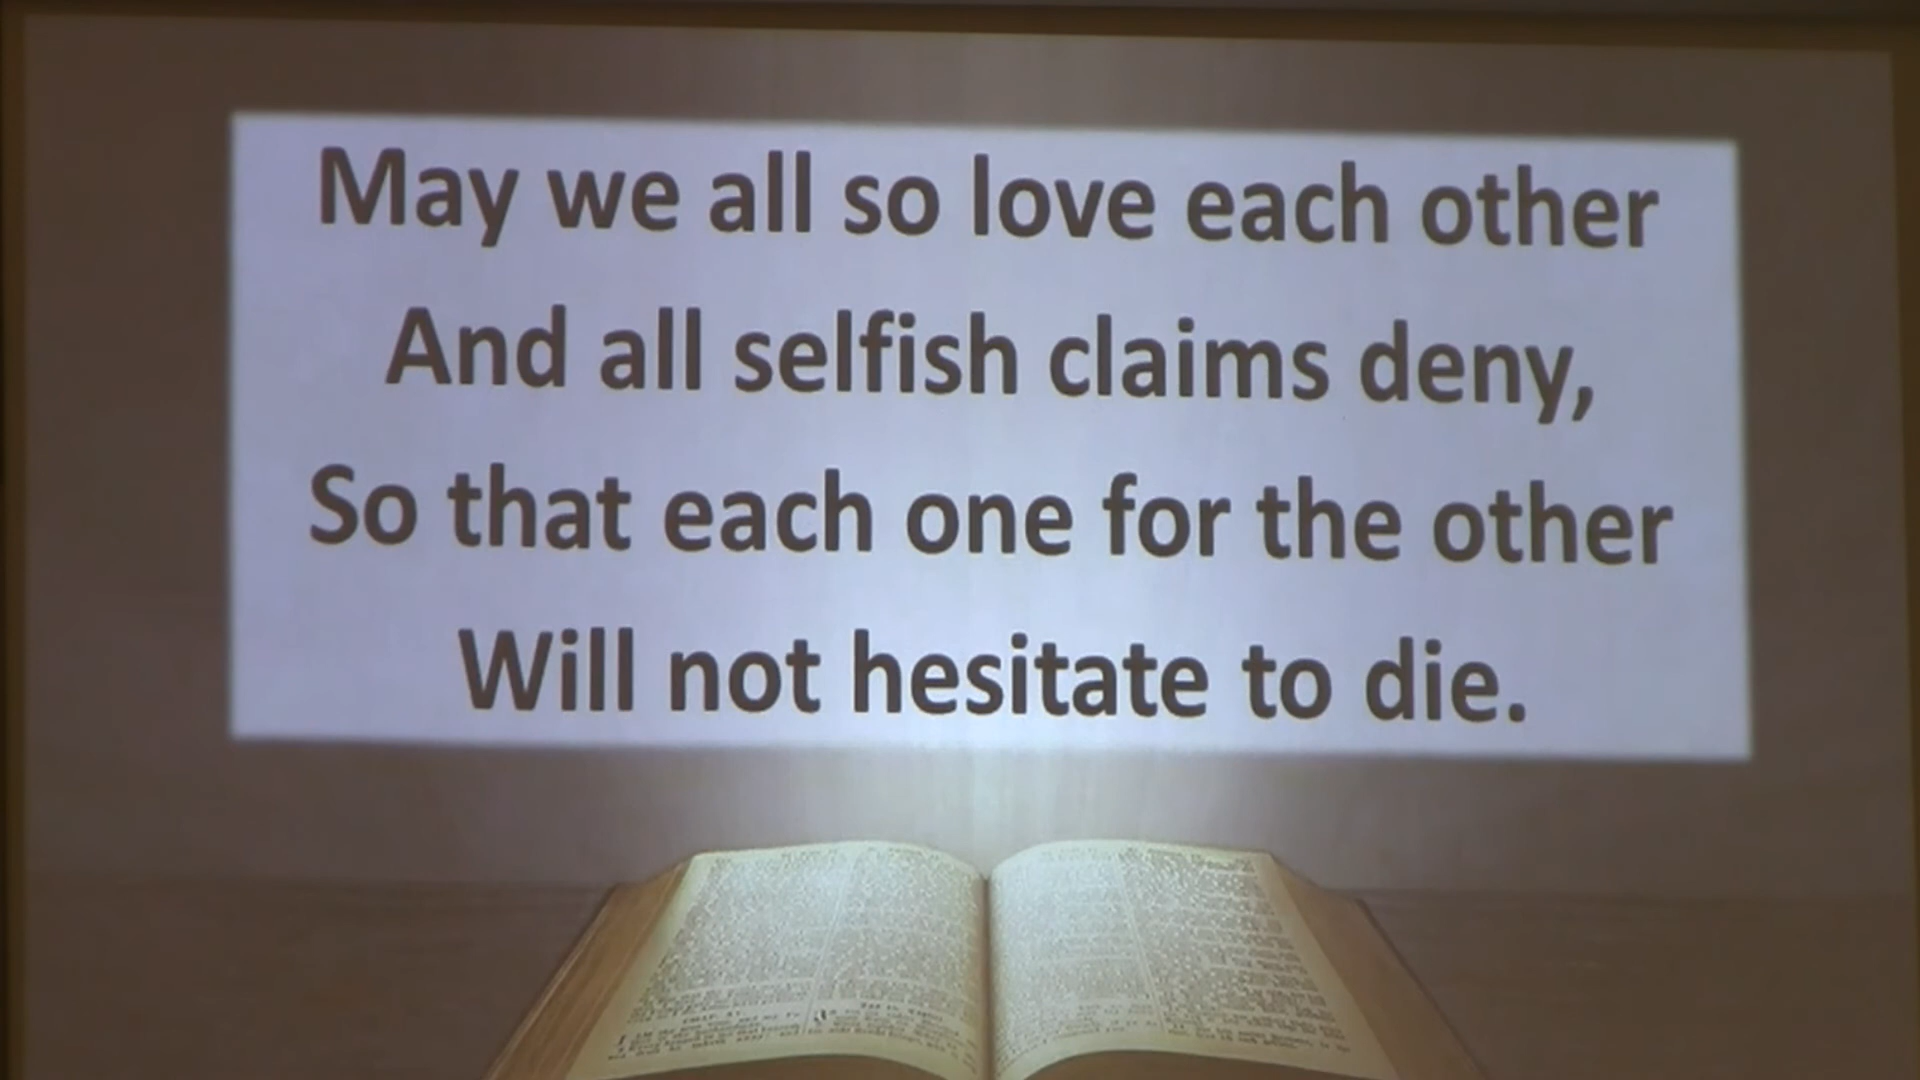 May we all so love each other
And all selfish claims deny,
So that each one for the other
Will not hesitate to die.